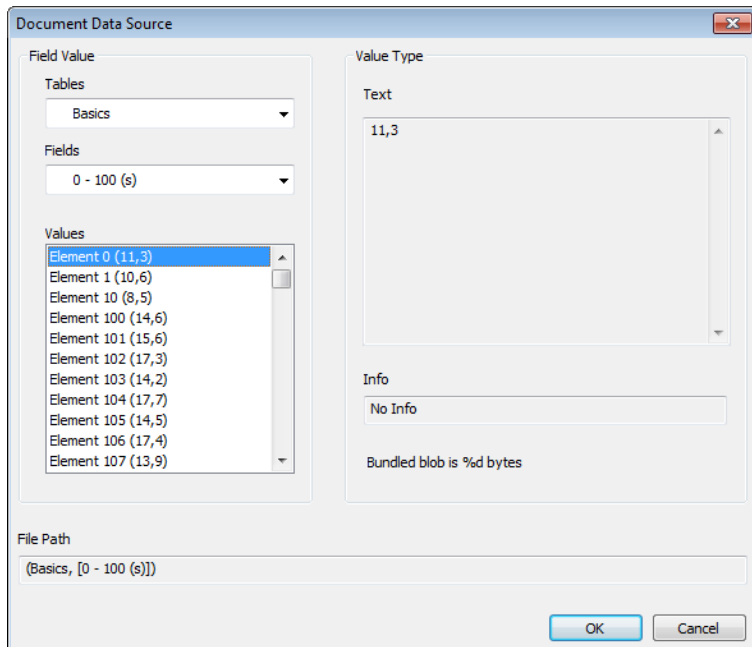 Document Data Source
Field Value
Tables
Basics
Fields
0 - 100 (s)
Values
Element 0 (11,3)
Element 1 (10,6)
Element 10 (8,5)
Element 100 (14,6)
Element 101 (15,6)
Element 102 (17,3)
Element 103 (14,2)
Element 104 (17,7)
Element 105 (14,5)
Element 106 (17,4)
Element 107 (13,9)
Value Type
Text
11,3
Info
No Info
Bundled blob is %d bytes
File Path
(Basics, [0 - 100 (s)])
OK
Cancel